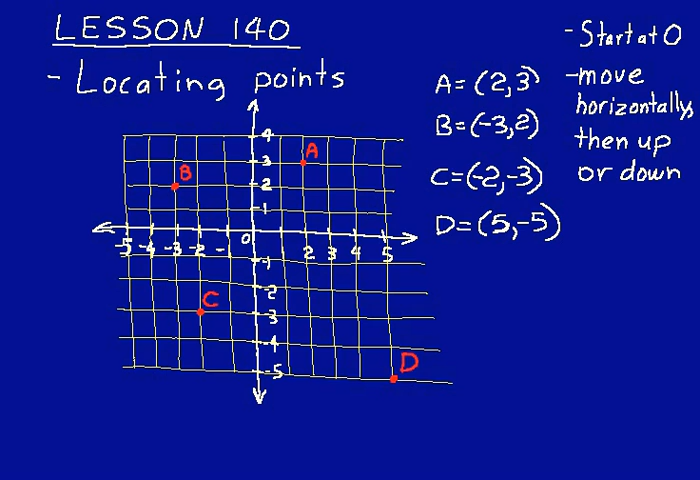 LESSON 140
- Locating points
A = (2,3)
B = (-3,2)
C = (-2,-3)
D = (5,-5)
- Start at 0
- move
horizontally,
then up
or down
4
3
2
1
0
-5 -4 -3 -2 -1
2 3 4 5
-1
-2
-3
-4
-5
A
B
C
D